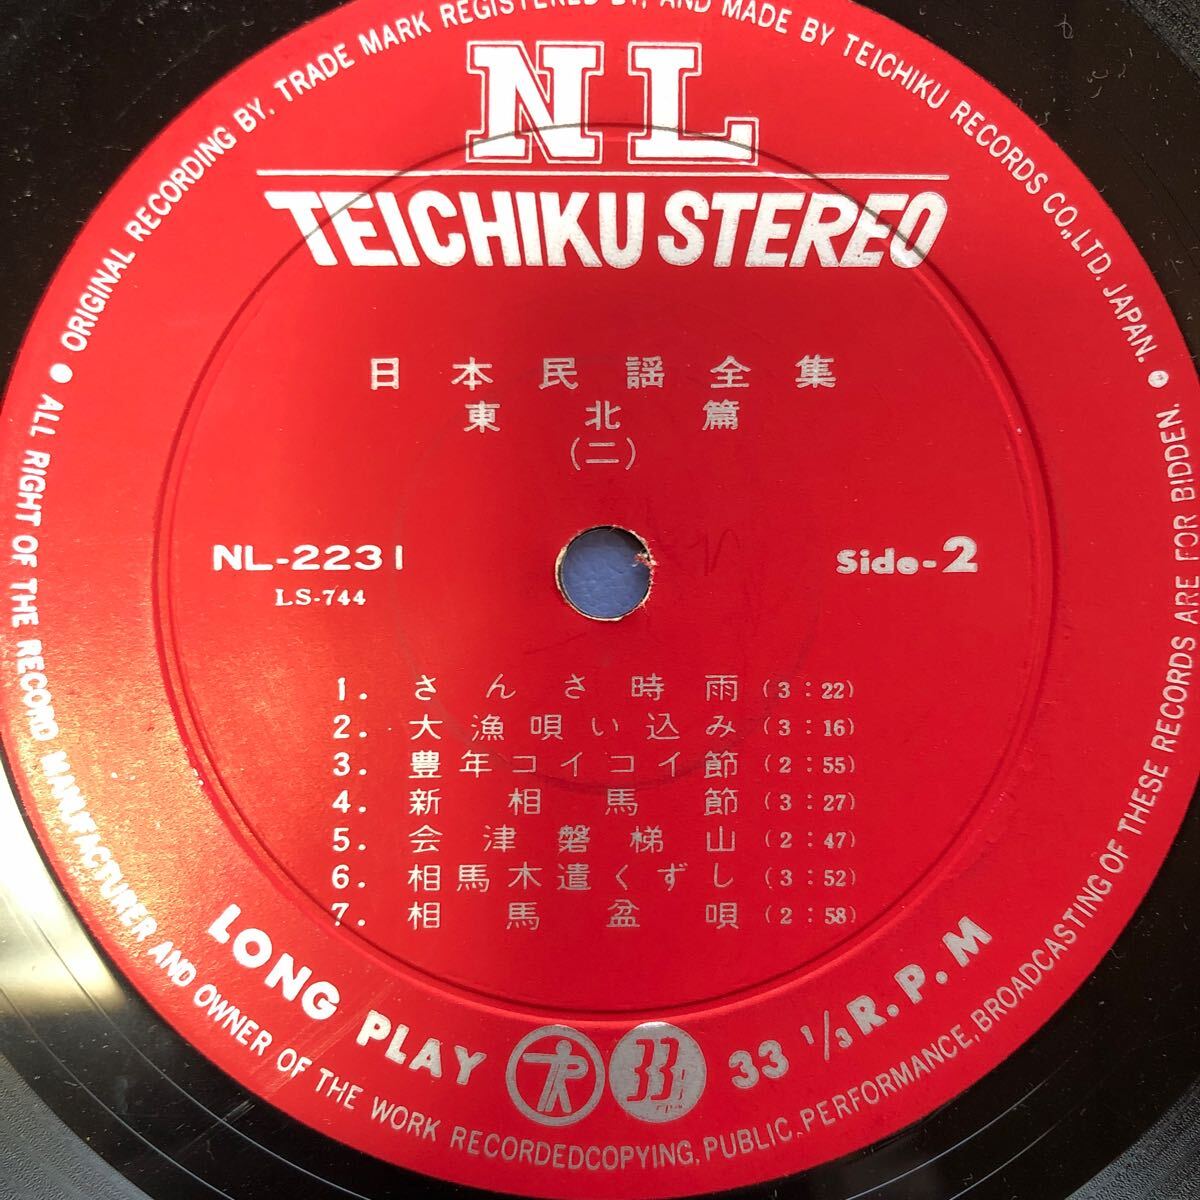 NL
TEICHIKU STEREO
日本民謡全集
東北篇
(二)
NL-2231
LS-744
Side-2
1. さんさ時雨 (3:22)
2. 大漁唄い込み (3:16)
3. 豊年コイコイ節 (2:55)
4. 新相馬節 (3:27)
5. 会津磐梯山 (2:47)
6. 相馬木遣くずし (3:52)
7. 相馬盆唄 (2:58)
LONG PLAY 33 1/3 R.P.M
● ORIGINAL RECORDING BY, TRADE MARK REGISTERED BY, AND MADE BY TEICHIKU RECORDS CO.,LTD. JAPAN. ●
ALL RIGHT OF THE RECORD MANUFACTURER AND OWNER OF THE WORK RECORDEDCOPYING, PUBLIC, PERFORMANCE, BROADCASTING OF THESE RECORDS ARE FOR BIDDEN.